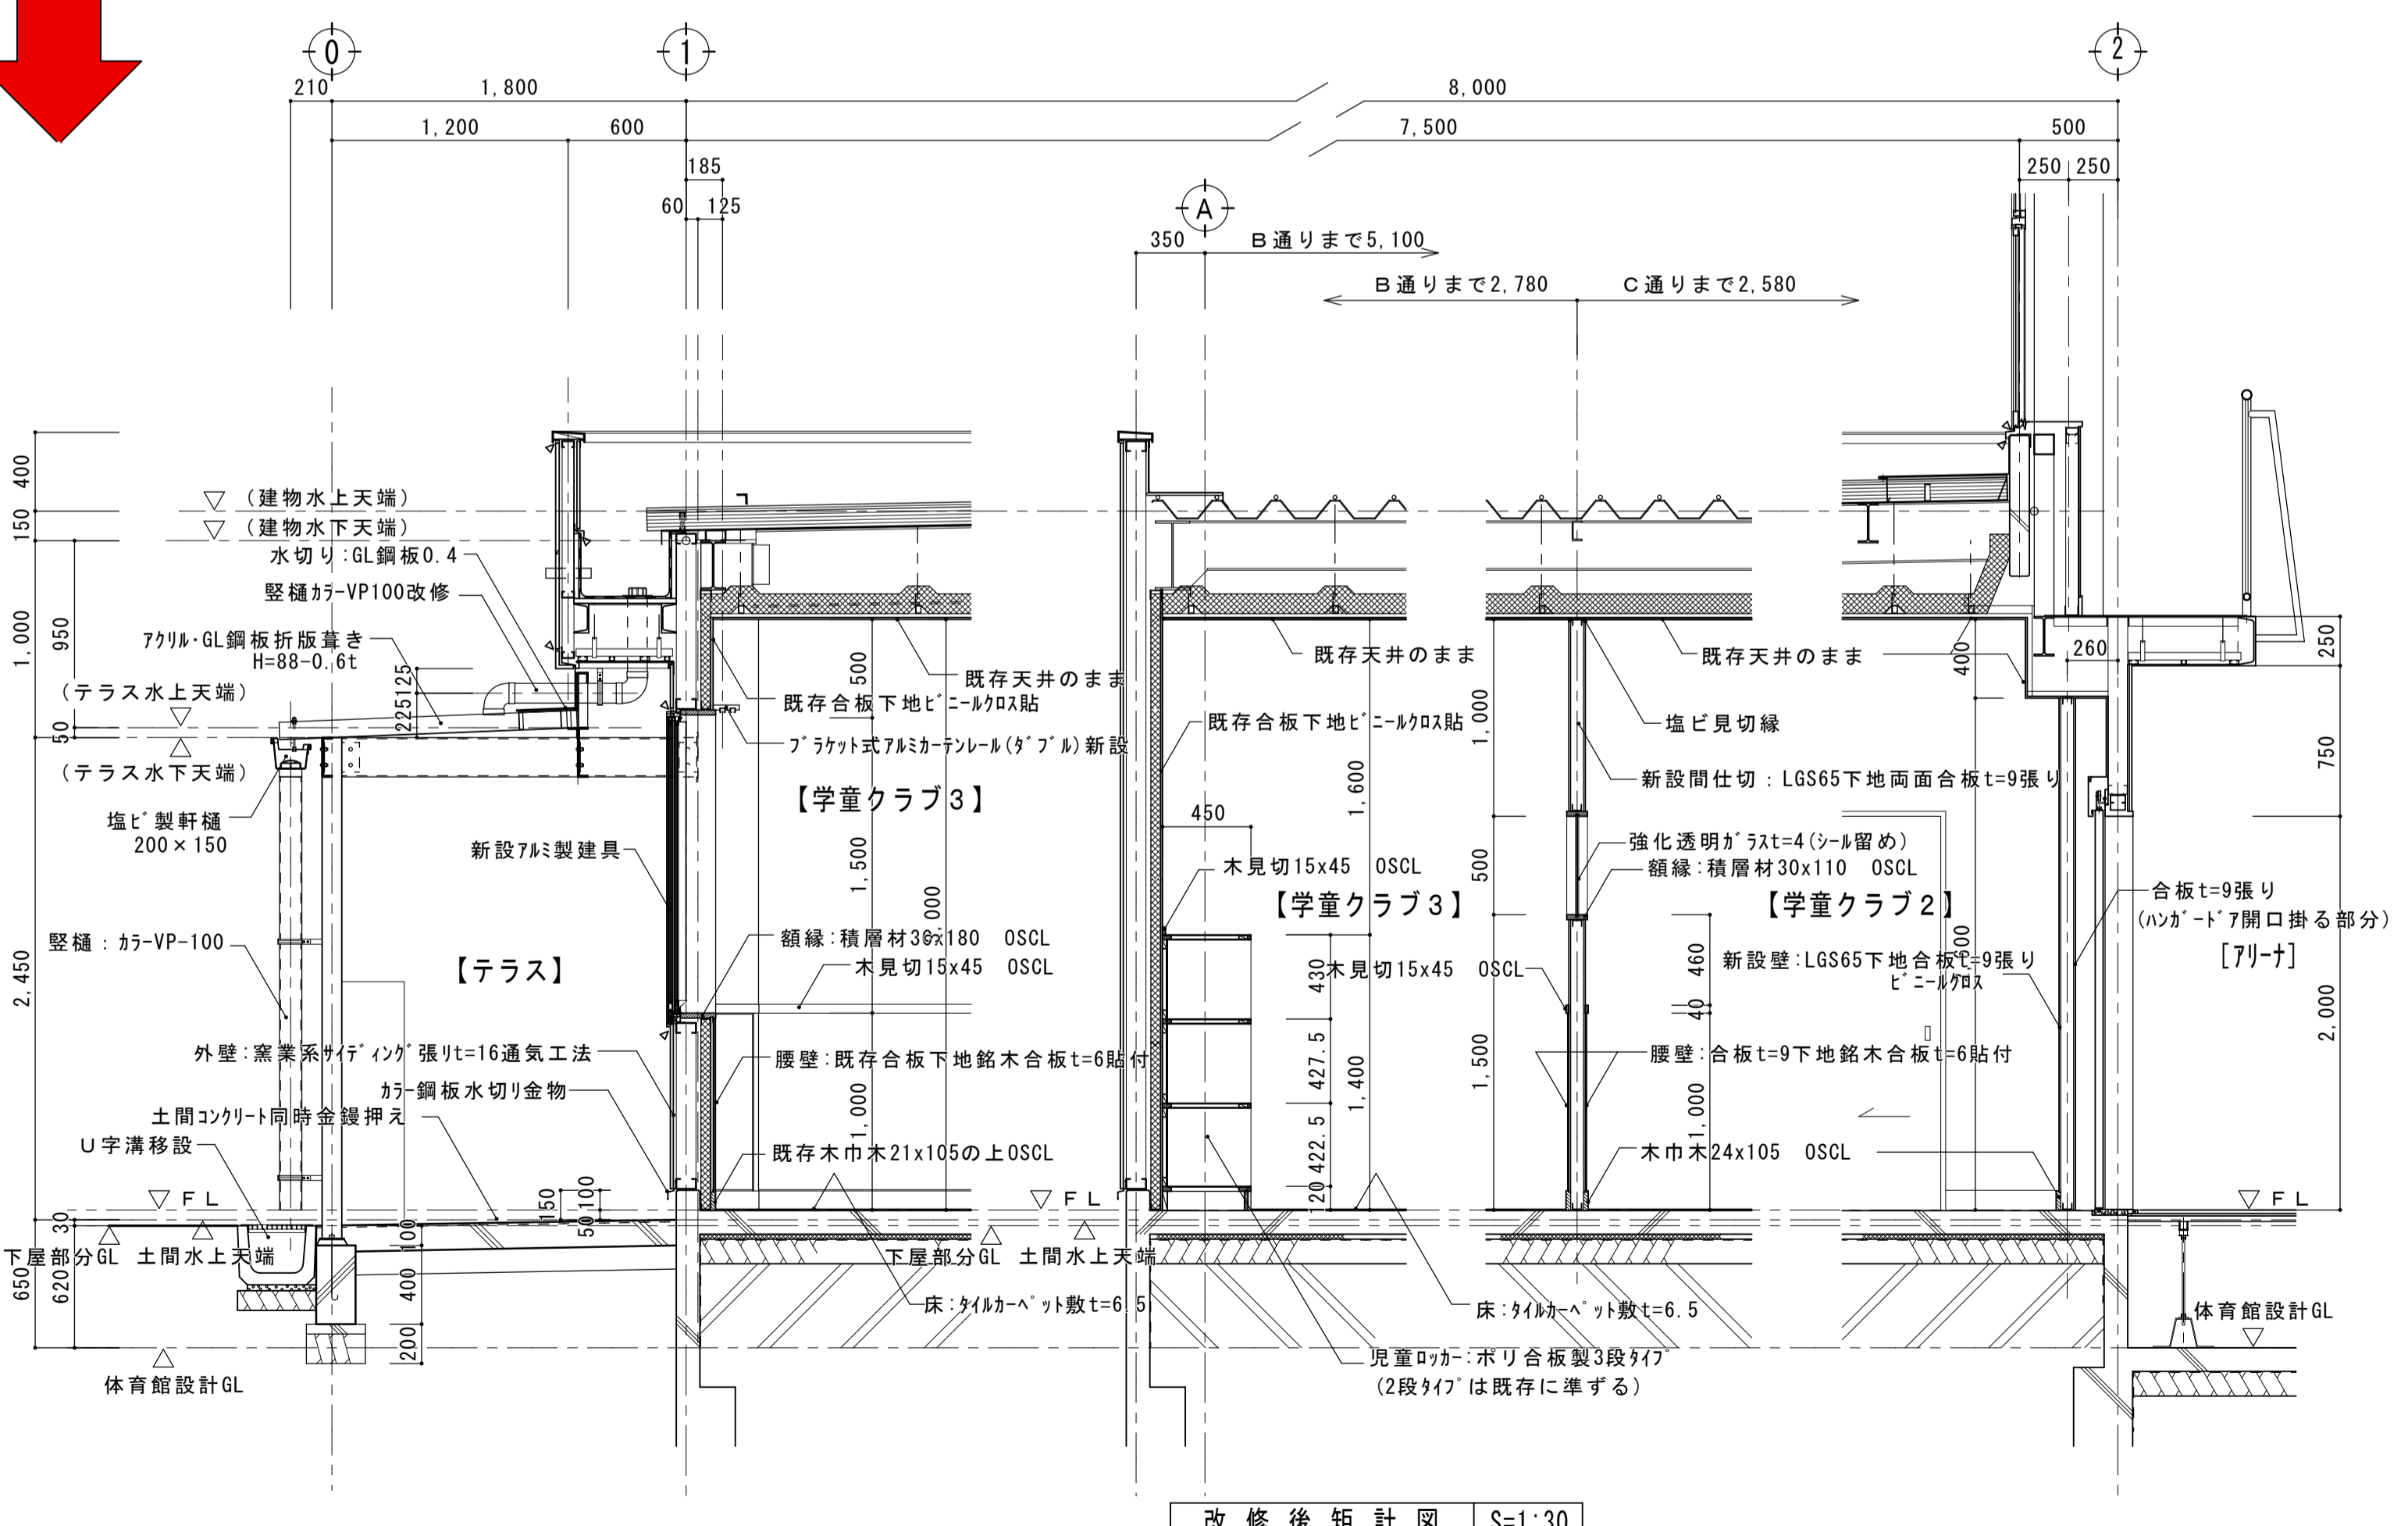 0
1
2
210
1,800
8,000
1,200
600
7,500
500
185
250
250
60
125
A
350
B通りまで5,100
B通りまで2,780
C通りまで2,580
400
150
1,000
950
50
2,450
30
650
620
(建物水上天端)
(建物水下天端)
水切り:GL鋼板0.4
竪樋カラーVP100改修
アクリル・GL鋼板折版葺き
H=88-0.6t
125
225
(テラス水上天端)
(テラス水下天端)
塩ビ製軒樋
200×150
新設アルミ製建具
竪樋:カラーVP-100
【テラス】
外壁:窯業系サイディング張りt=16通気工法
カラー鋼板水切り金物
土間コンクリート同時金鏝押え
U字溝移設
FL
下屋部分GL
土間水上天端
体育館設計GL
100
400
200
150
100
50
500
既存天井のまま
既存合板下地ビニールクロス貼
ブラケット式アルミカーテンレール(ダブル)新設
【学童クラブ3】
1,500
額縁:積層材30x180 OSCL
木見切15x45 OSCL
腰壁:既存合板下地銘木合板t=6貼付
1,000
既存木巾木21x105の上OSCL
FL
下屋部分GL
土間水上天端
床:タイルカーペット敷t=6.5
既存天井のまま
既存合板下地ビニールクロス貼
1,600
450
木見切15x45 OSCL
【学童クラブ3】
430
427.5
422.5
20
1,400
木見切15x45 OSCL
床:タイルカーペット敷t=6.5
児童ロッカー:ポリ合板製3段タイプ
(2段タイプは既存に準ずる)
1,000
500
1,500
既存天井のまま
塩ビ見切縁
新設間仕切:LGS65下地両面合板t=9張り
強化透明ガラスt=4(シール留め)
額縁:積層材30x110 OSCL
【学童クラブ2】
460
40
1,000
新設壁:LGS65下地合板t=9張り
ビニールクロス
腰壁:合板t=9下地銘木合板t=6貼付
木巾木24x105 OSCL
400
260
250
750
2,000
合板t=9張り
(ハンガードア開口掛る部分)
[アリーナ]
FL
体育館設計GL
改修後矩計図 S=1:30